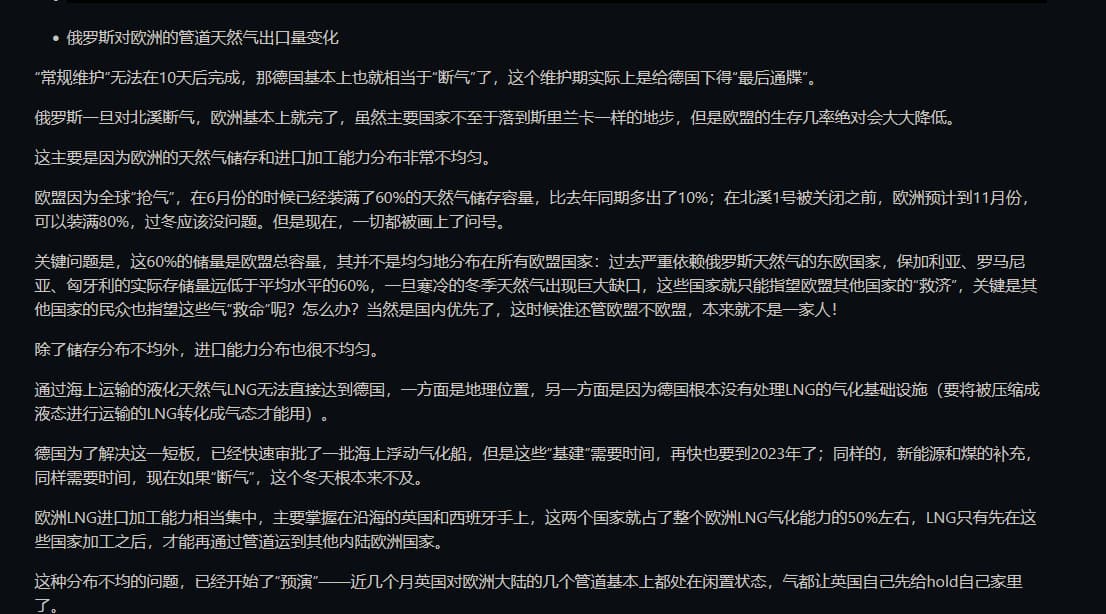 • 俄罗斯对欧洲的管道天然气出口量变化
“常规维护”无法在10天后完成，那德国基本上也就相当于“断气”了，这个维护期实际上是给德国下得“最后通牒”。
俄罗斯一旦对北溪断气，欧洲基本上就完了，虽然主要国家不至于落到斯里兰卡一样的地步，但是欧盟的生存几率绝对会大大降低。
这主要是因为欧洲的天然气储存和进口加工能力分布非常不均匀。
欧盟因为全球“抢气”，在6月份的时候已经装满了60%的天然气储存容量，比去年同期多出了10%；在北溪1号被关闭之前，欧洲预计到11月份，
可以装满80%，过冬应该没问题。但是现在，一切都被画上了问号。
关键问题是，这60%的储量是欧盟总容量，其并不是均匀地分布在所有欧盟国家：过去严重依赖俄罗斯天然气的东欧国家，保加利亚、罗马尼
亚、匈牙利的实际存储量远低于平均水平的60%，一旦寒冷的冬季天然气出现巨大缺口，这些国家就只能指望欧盟其他国家的“救济”，关键是其
他国家的民众也指望这些气“救命”呢？怎么办？当然是国内优先了，这时候谁还管欧盟不欧盟，本来就不是一家人！
除了储存分布不均外，进口能力分布也很不均匀。
通过海上运输的液化天然气LNG无法直接达到德国，一方面是地理位置，另一方面是因为德国根本没有处理LNG的气化基础设施（要将被压缩成
液态进行运输的LNG转化成气态才能用）。
德国为了解决这一短板，已经快速审批了一批海上浮动气化船，但是这些“基建”需要时间，再快也要到2023年了；同样的，新能源和煤的补充，
同样需要时间，现在如果“断气”，这个冬天根本来不及。
欧洲LNG进口加工能力相当集中，主要掌握在沿海的英国和西班牙手上，这两个国家就占了整个欧洲LNG气化能力的50%左右，LNG只有先在这
些国家加工之后，才能再通过管道运到其他内陆欧洲国家。
这种分布不均的问题，已经开始了“预演”——近几个月英国对欧洲大陆的几个管道基本上都处在闲置状态，气都让英国自己先给hold自己家里
了。